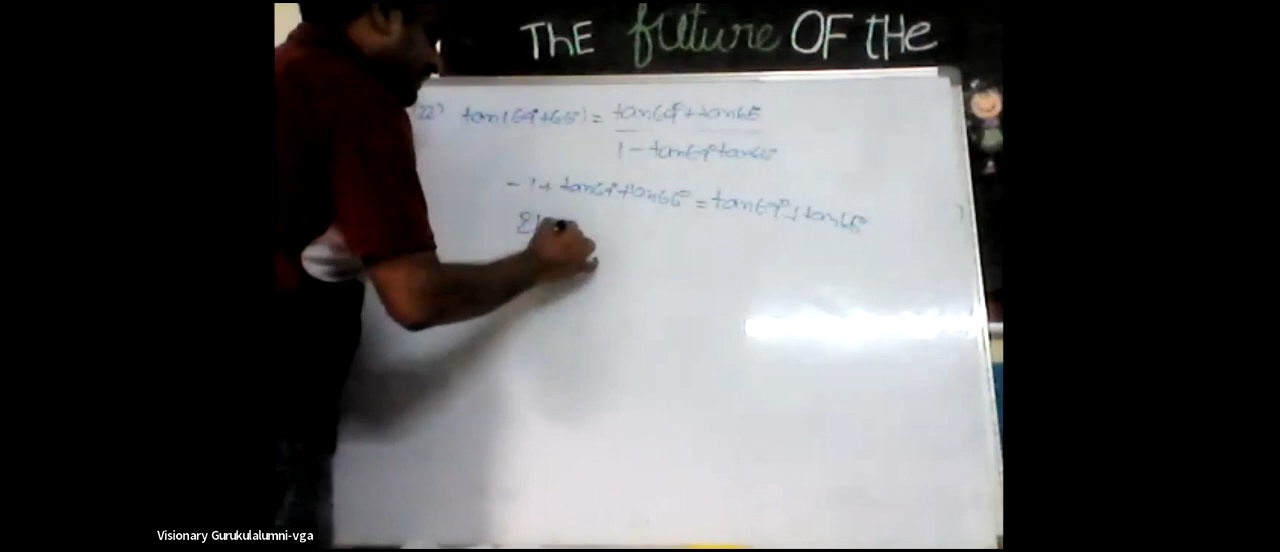 THE future OF tHe
22) tan(69°+66°) = tan69°+tan66°
1 - tan69°tan66°
-1 + tan69°tan66° = tan69°+tan66°
Visionary Gurukulalumni-vga